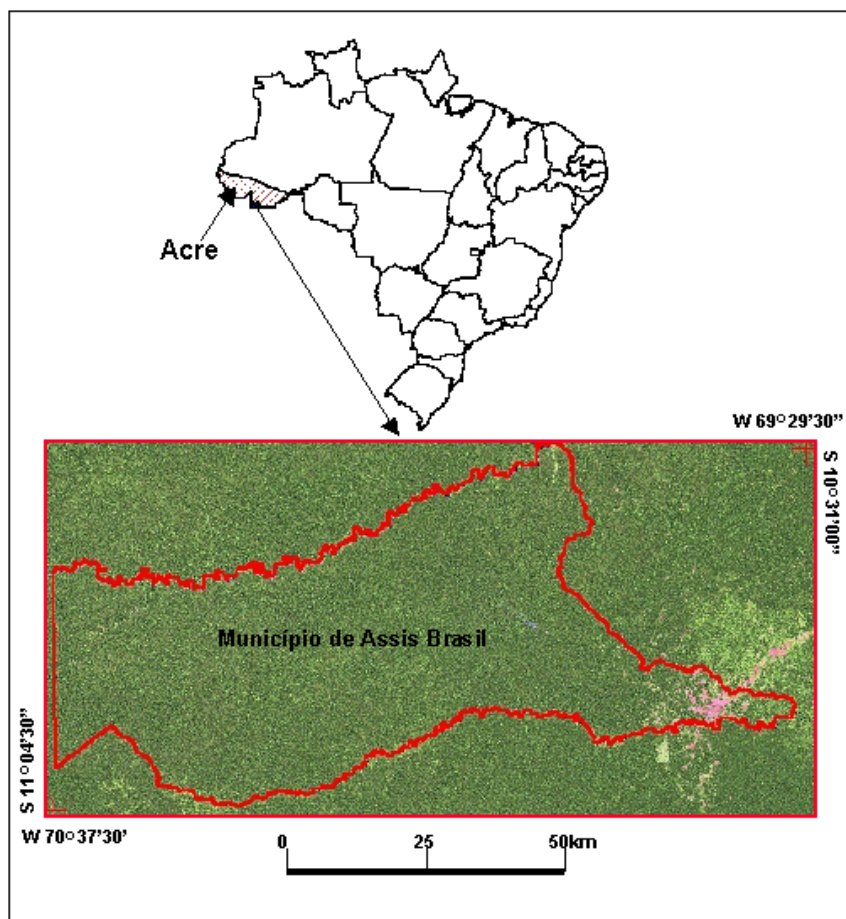 Acre
W 69°29'30"
S 10°31'00"
Município de Assis Brasil
S 11°04'30"
W 70°37'30'
0 25 50km